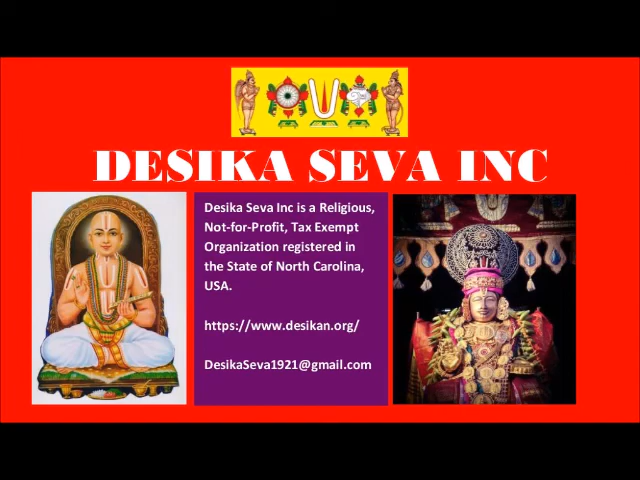 DESIKA SEVA INC
Desika Seva Inc is a Religious,
Not-for-Profit, Tax Exempt
Organization registered in
the State of North Carolina,
USA.
https://www.desikan.org/
DesikaSeva1921@gmail.com